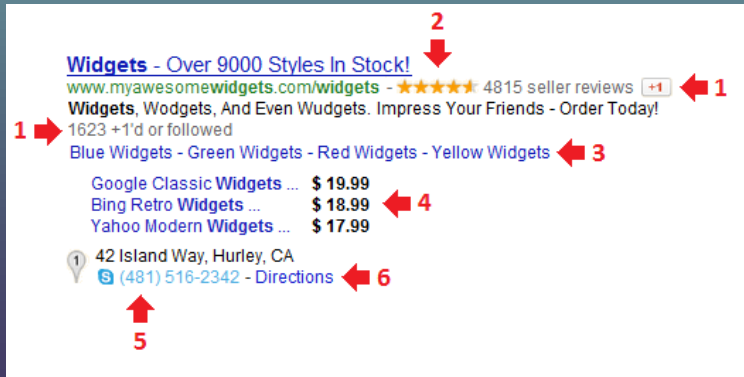 2
Widgets - Over 9000 Styles In Stock!
www.myawesomewidgets.com/widgets - ★★★★★ 4815 seller reviews +1 1
Widgets, Wodgets, And Even Wudgets. Impress Your Friends - Order Today!
1 1623 +1'd or followed
Blue Widgets - Green Widgets - Red Widgets - Yellow Widgets 3
Google Classic Widgets ... $ 19.99
Bing Retro Widgets ... $ 18.99 4
Yahoo Modern Widgets ... $ 17.99
1 42 Island Way, Hurley, CA
S (481) 516-2342 - Directions 6
5